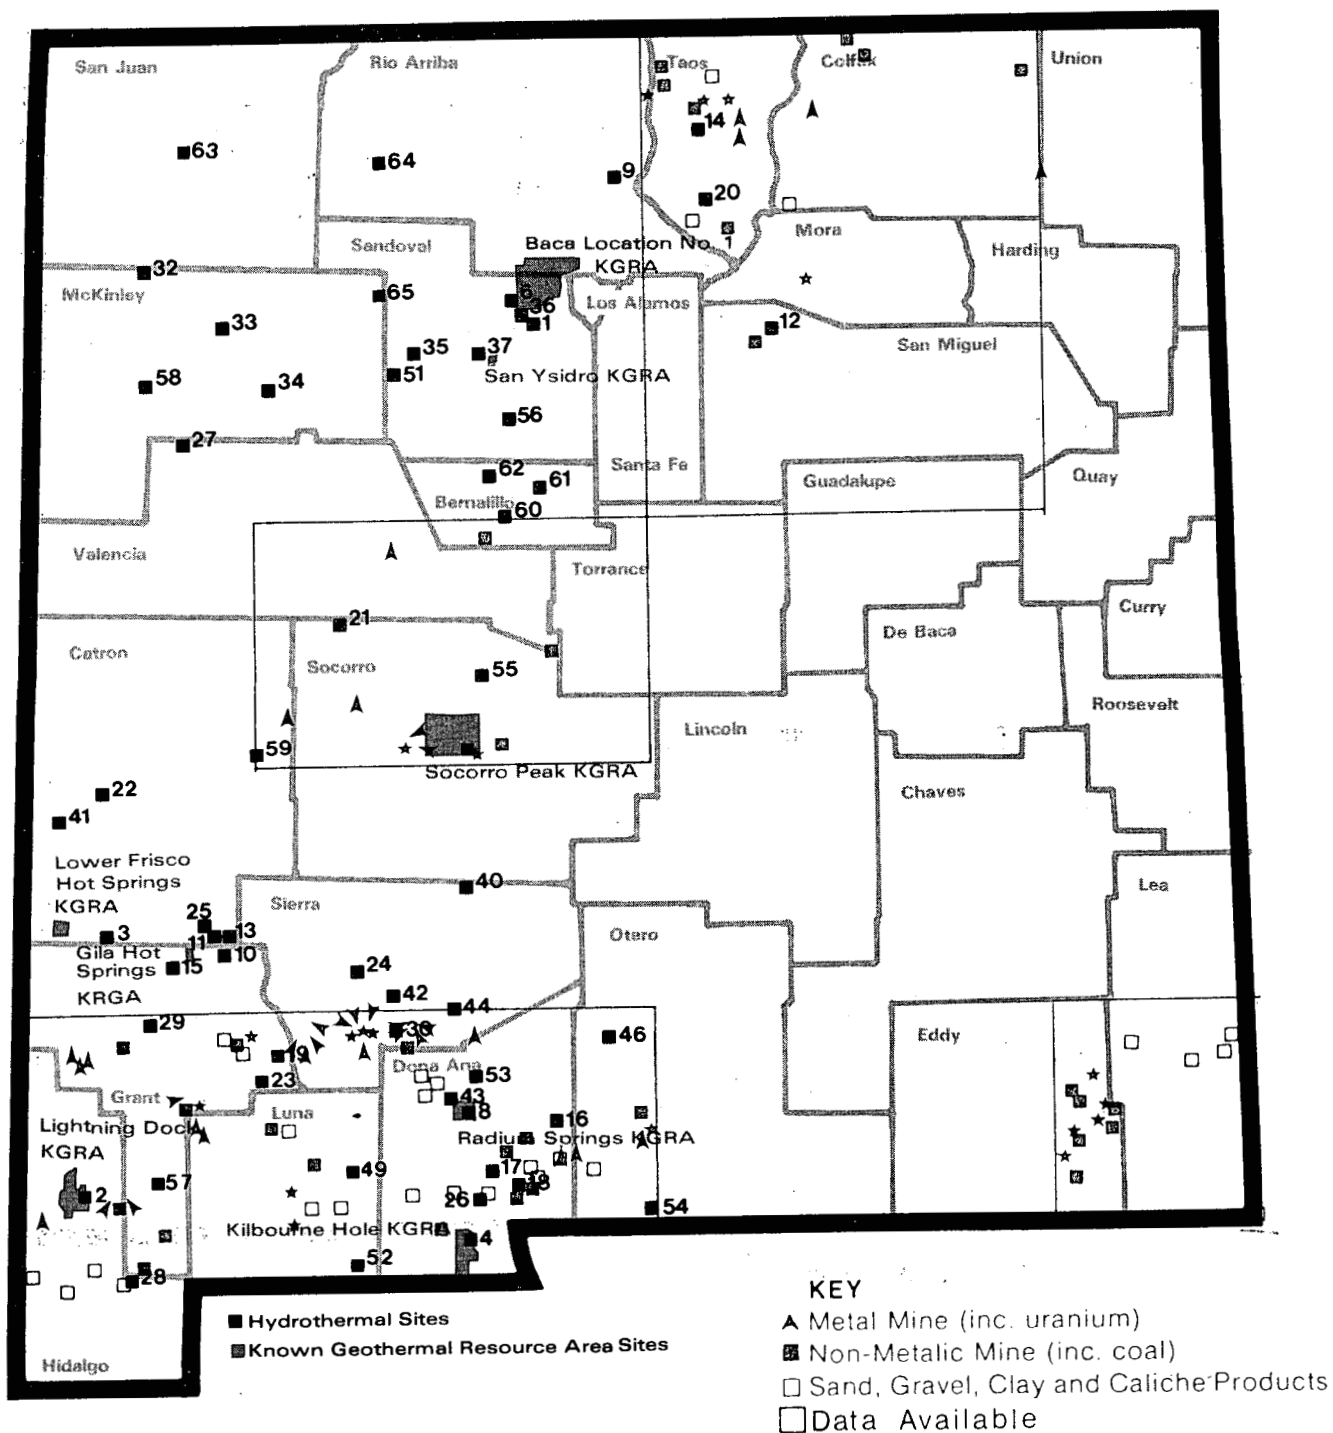 San Juan
Rio Arriba
Taos
Colfax
Union
63
64
9
14
20
Sandoval
Baca Location No. 1
KGRA
Mora
Harding
32
McKinley
65
6
36
1
Los Alamos
12
33
35
37
San Miguel
58
34
51
San Ysidro KGRA
56
27
62
61
Santa Fe
Guadalupe
Quay
Bernalillo
60
Valencia
Torrance
21
Curry
De Baca
Catron
Socorro
55
Roosevelt
Lincoln
59
Socorro Peak KGRA
22
41
Chaves
Lower Frisco
Hot Springs
KGRA
40
Lea
Sierra
25
3
11
13
Otero
Gila Hot
Springs
15
10
KRGA
24
42
44
29
30
46
Eddy
19
Dona Ana
23
53
Grant
Luna
43
8
16
Lightning Dock
KGRA
Radium Springs KGRA
57
49
17
18
2
26
54
Kilbourne Hole KGRA
4
28
52
Hidalgo
Hydrothermal Sites
Known Geothermal Resource Area Sites
KEY
Metal Mine (inc. uranium)
Non-Metalic Mine (inc. coal)
Sand, Gravel, Clay and Caliche Products
Data Available